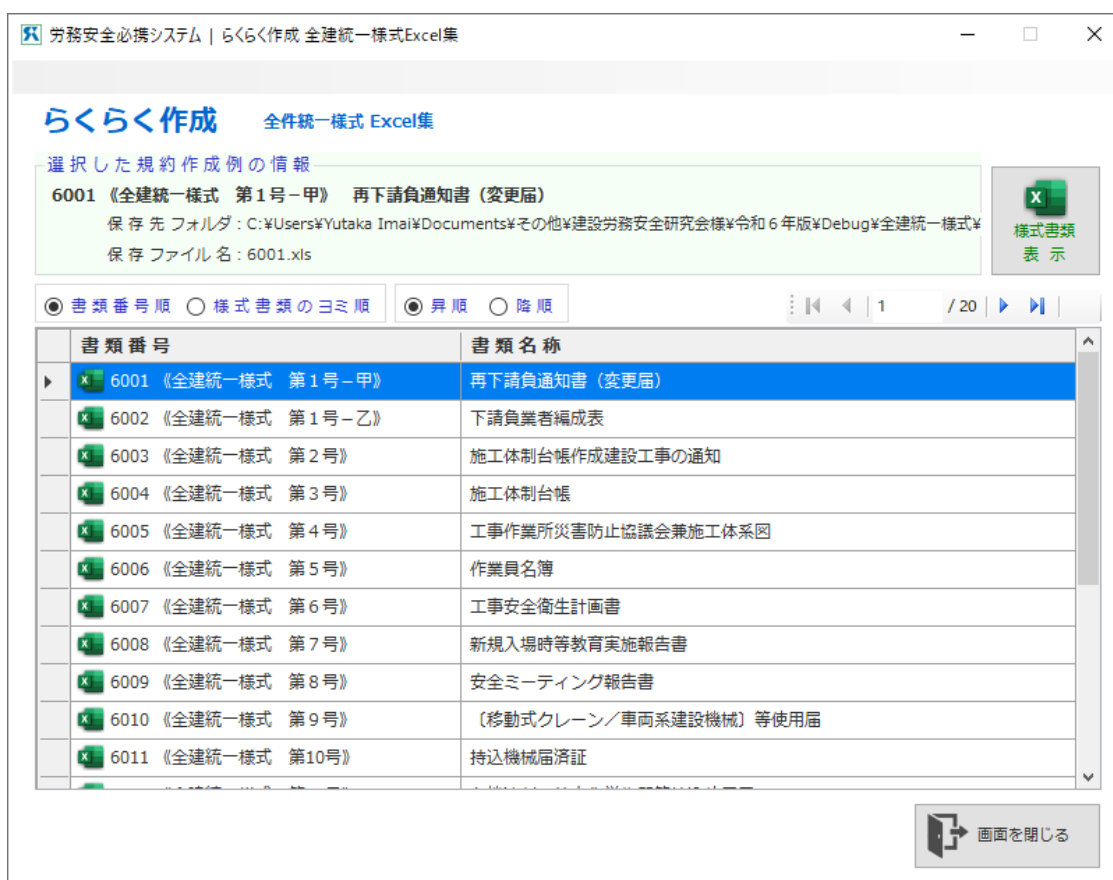 労務安全必携システム | らくらく作成 全建統一様式Excel集
らくらく作成 全件統一様式 Excel集
選択した規約作成例の情報
6001 《全建統一様式 第1号－甲》 再下請負通知書（変更届）
保存先フォルダ：C:¥Users¥Yutaka Imai¥Documents¥その他¥建設労務安全研究会様¥令和６年版¥Debug¥全建統一様式¥
保存ファイル名：6001.xls
様式書類
表示
書類番号順 様式書類のヨミ順 昇順 降順 1 / 20
書類番号 書類名称
6001 《全建統一様式 第１号－甲》 再下請負通知書（変更届）
6002 《全建統一様式 第１号－乙》 下請負業者編成表
6003 《全建統一様式 第２号》 施工体制台帳作成建設工事の通知
6004 《全建統一様式 第３号》 施工体制台帳
6005 《全建統一様式 第４号》 工事作業所災害防止協議会兼施工体系図
6006 《全建統一様式 第５号》 作業員名簿
6007 《全建統一様式 第６号》 工事安全衛生計画書
6008 《全建統一様式 第７号》 新規入場時等教育実施報告書
6009 《全建統一様式 第８号》 安全ミーティング報告書
6010 《全建統一様式 第９号》 〔移動式クレーン／車両系建設機械〕等使用届
6011 《全建統一様式 第10号》 持込機械届済証
画面を閉じる